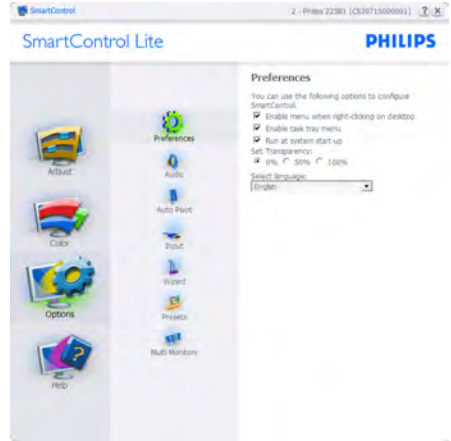 SmartControl
2 - Philips 225B1 (CS39715000001)
? X
SmartControl Lite
PHILIPS
Adjust
Color
Options
Help
Preferences
Audio
Auto Pivot
Input
Wizard
Presets
Multi Monitors
Preferences
You can use the following options to configure
SmartControl.
Enable menu when right-clicking on desktop
Enable task tray menu
Run at system start-up
Set Transparency:
0% 50% 100%
Select language:
English